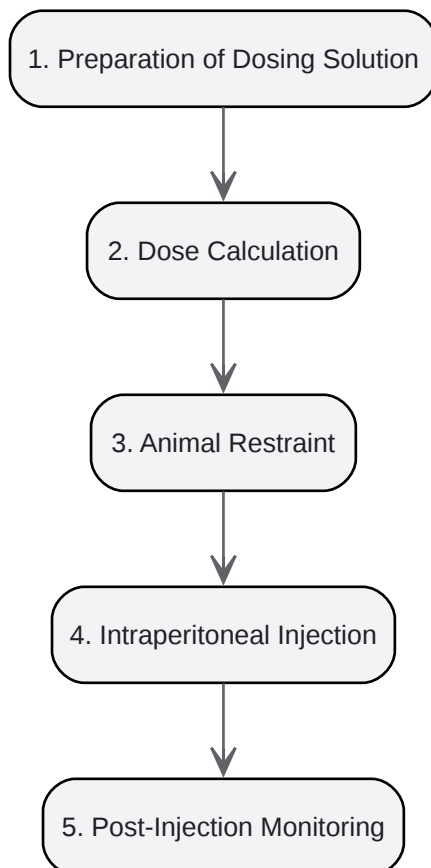 1. Preparation of Dosing Solution
2. Dose Calculation
3. Animal Restraint
4. Intraperitoneal Injection
5. Post-Injection Monitoring